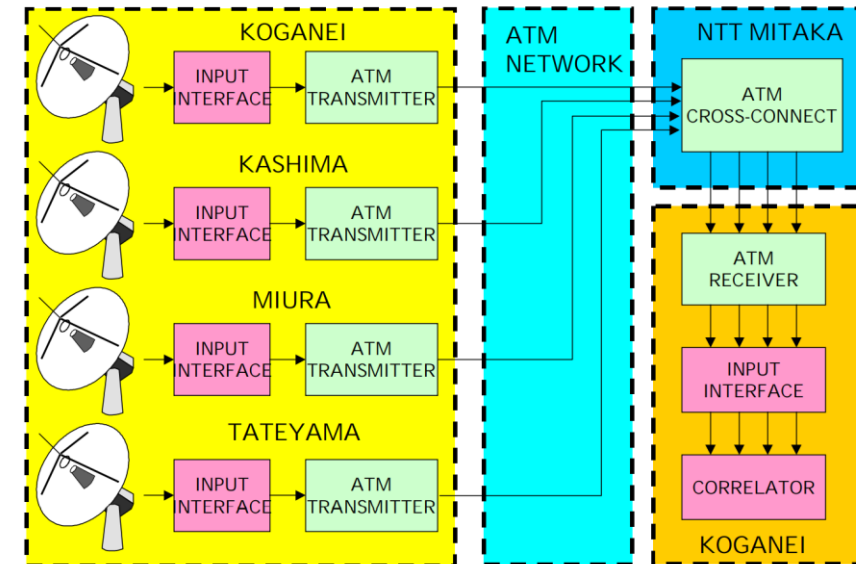 KOGANEI
INPUT
INTERFACE
ATM
TRANSMITTER
KASHIMA
INPUT
INTERFACE
ATM
TRANSMITTER
MIURA
INPUT
INTERFACE
ATM
TRANSMITTER
TATEYAMA
INPUT
INTERFACE
ATM
TRANSMITTER
ATM
NETWORK
NTT MITAKA
ATM
CROSS-CONNECT
ATM
RECEIVER
INPUT
INTERFACE
CORRELATOR
KOGANEI